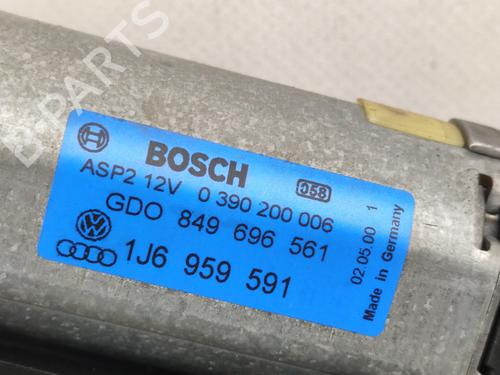 B-PARTS
BOSCH
058
ASP2 12V 0 390 200 006
GDO 849 696 561
1J6 959 591
02.05.00 1
Made in Germany